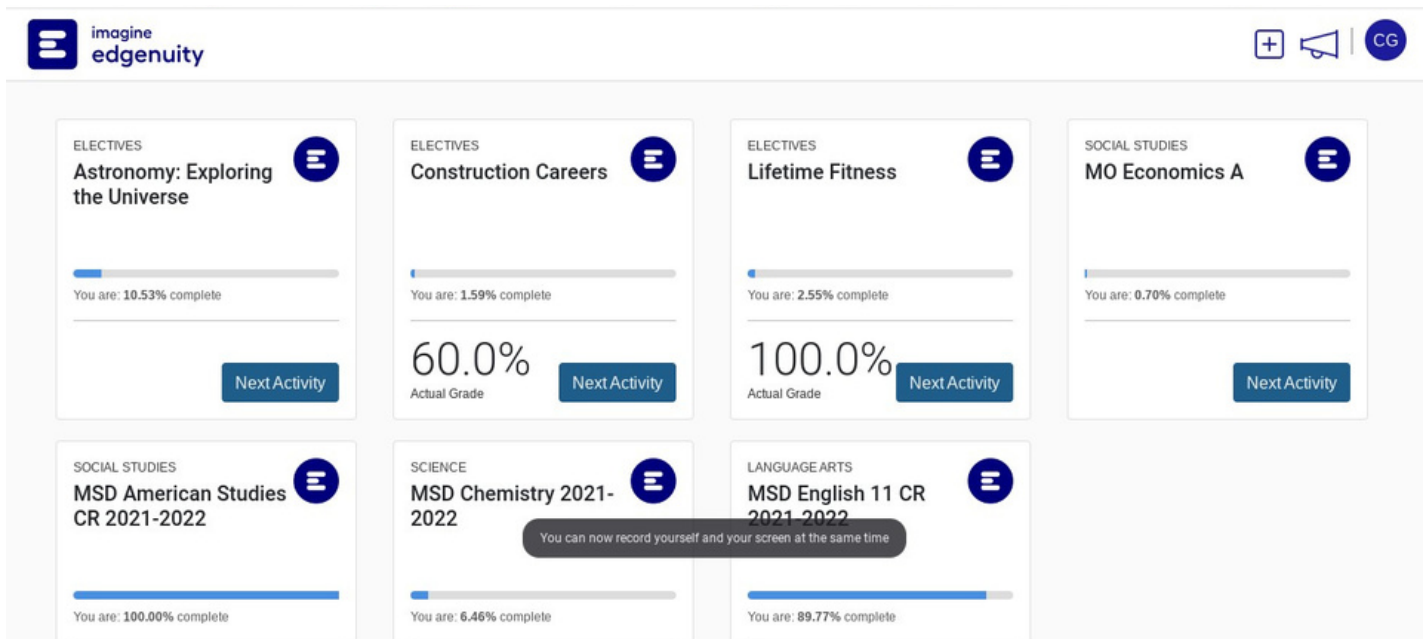 imagine
edgenuity
CG
ELECTIVES
Astronomy: Exploring
the Universe
You are: 10.53% complete
Next Activity
ELECTIVES
Construction Careers
You are: 1.59% complete
60.0%
Actual Grade
Next Activity
ELECTIVES
Lifetime Fitness
You are: 2.55% complete
100.0%
Actual Grade
Next Activity
SOCIAL STUDIES
MO Economics A
You are: 0.70% complete
Next Activity
SOCIAL STUDIES
MSD American Studies
CR 2021-2022
You are: 100.00% complete
SCIENCE
MSD Chemistry 2021-
2022
You are: 6.46% complete
LANGUAGE ARTS
MSD English 11 CR
2021-2022
You can now record yourself and your screen at the same time
You are: 89.77% complete